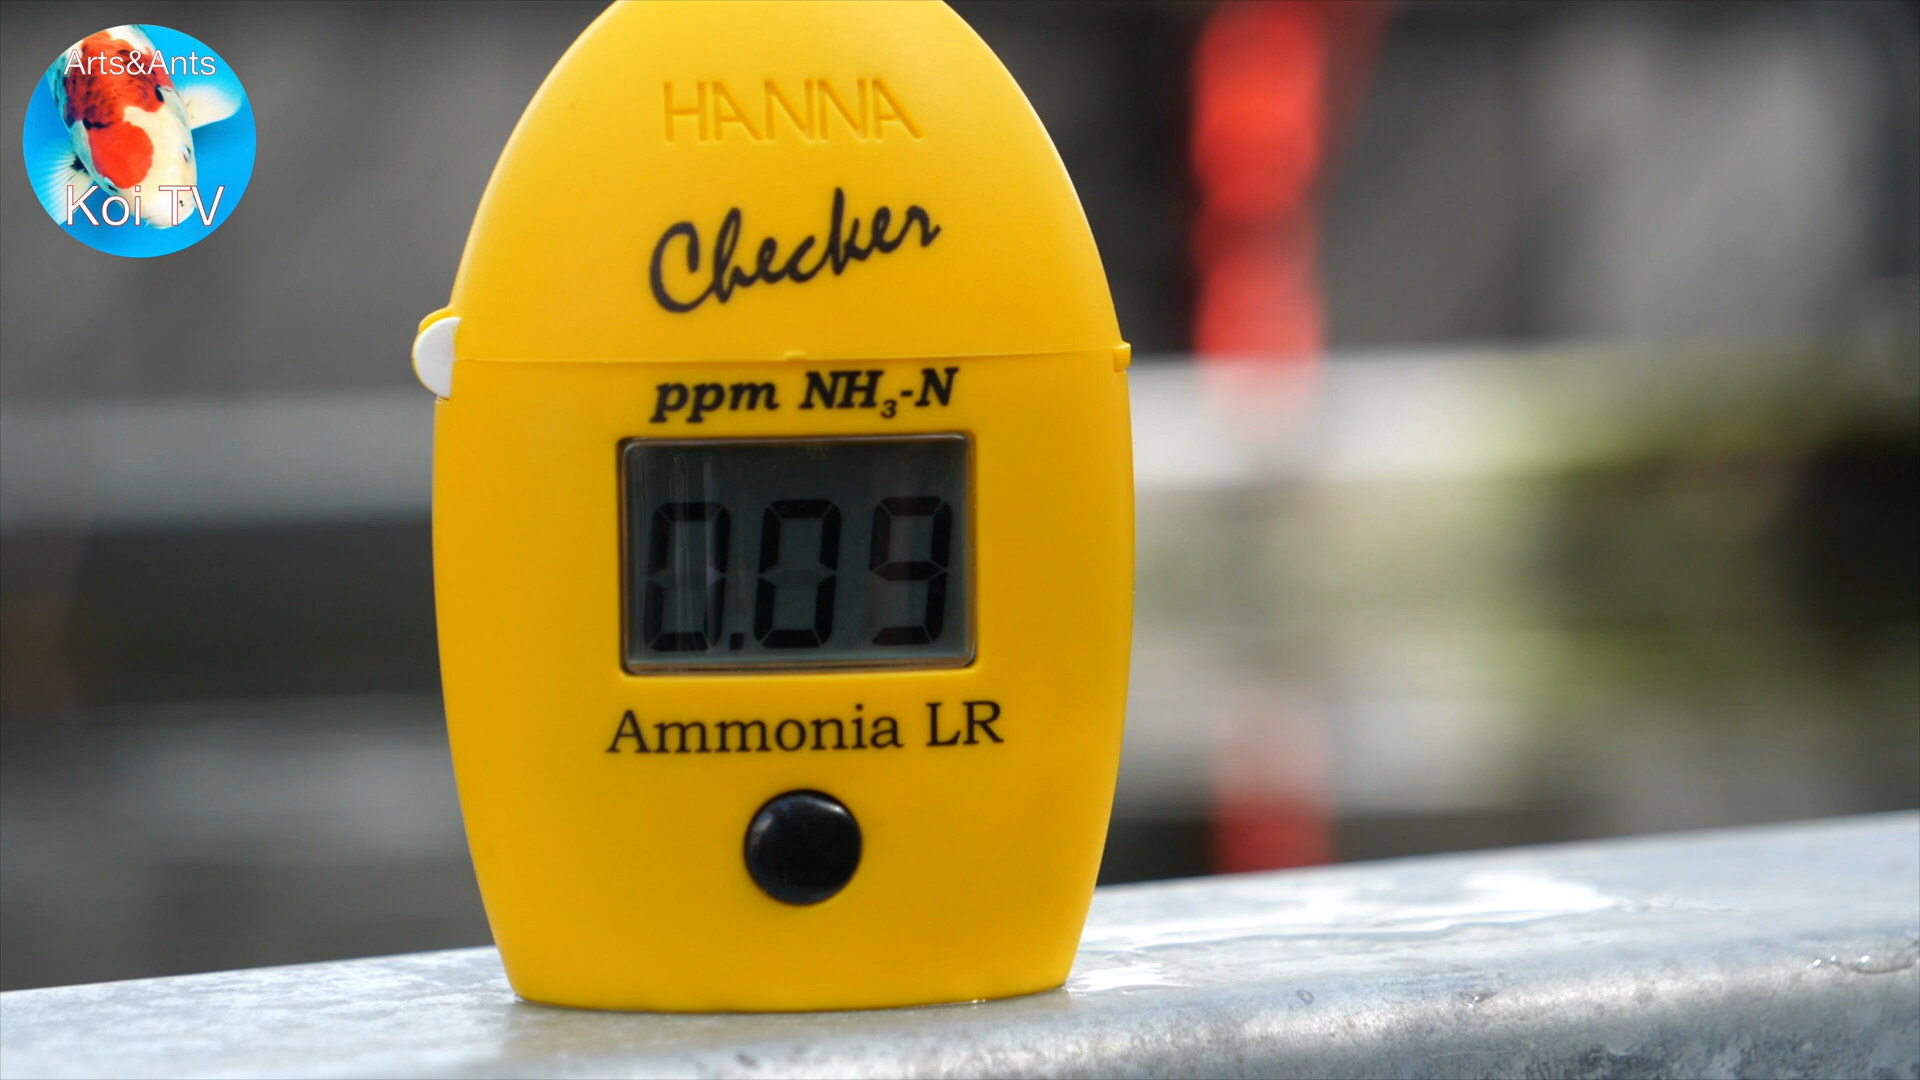 Arts&Ants
Koi TV
HANNA
Checker
ppm NH₃-N
0.09
Ammonia LR